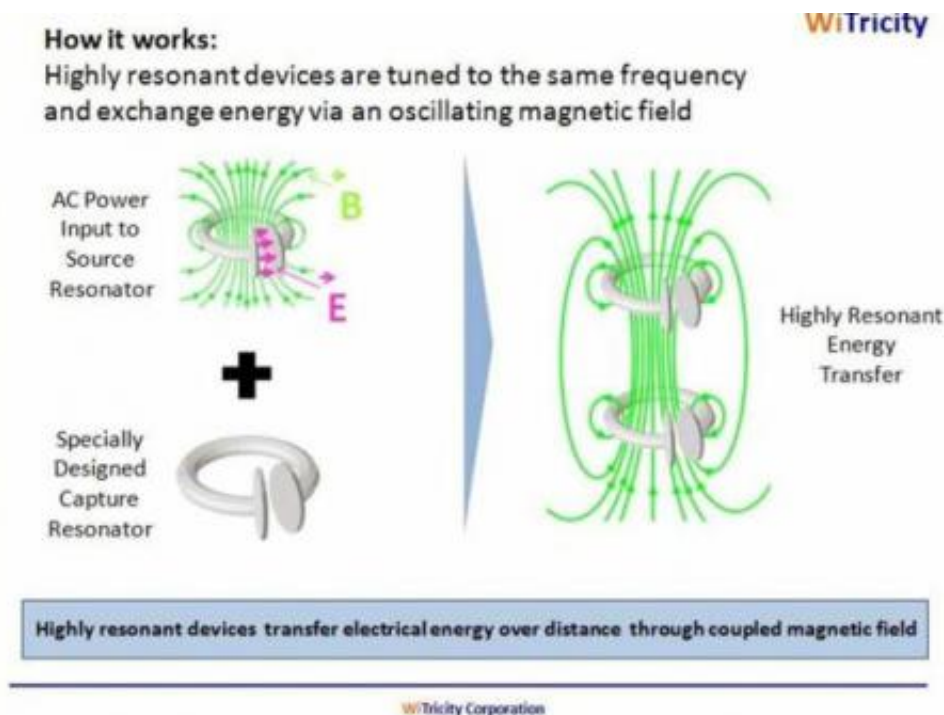 WiTricity
How it works:
Highly resonant devices are tuned to the same frequency
and exchange energy via an oscillating magnetic field
AC Power
Input to
Source
Resonator
B
E
Specially
Designed
Capture
Resonator
Highly Resonant
Energy
Transfer
Highly resonant devices transfer electrical energy over distance through coupled magnetic field
WiTricity Corporation